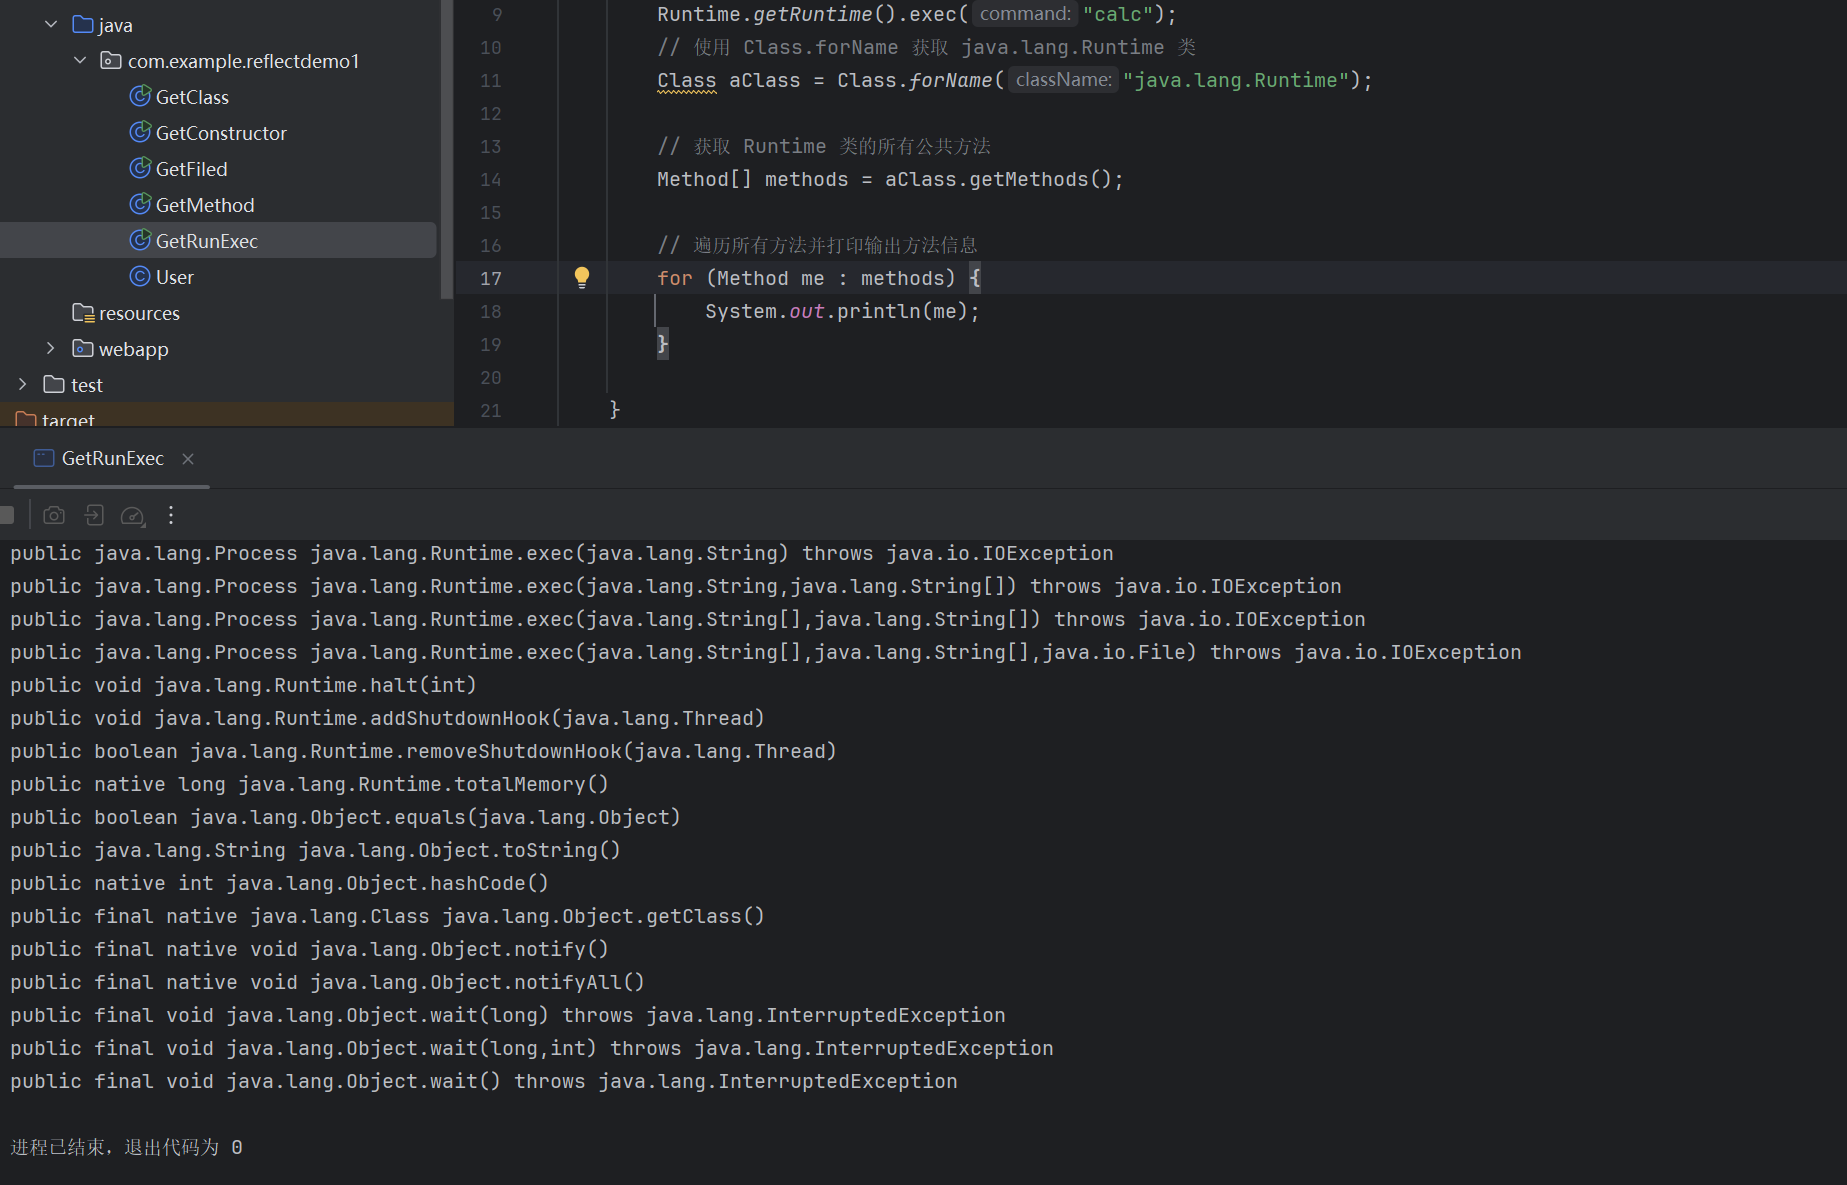 java
com.example.reflectdemo1
GetClass
GetConstructor
GetFiled
GetMethod
GetRunExec
User
resources
webapp
test
target
9 Runtime.getRuntime().exec( command: "calc");
10 // 使用 Class.forName 获取 java.lang.Runtime 类
11 Class aClass = Class.forName( className: "java.lang.Runtime");
12
13 // 获取 Runtime 类的所有公共方法
14 Method[] methods = aClass.getMethods();
15
16 // 遍历所有方法并打印输出方法信息
17 for (Method me : methods) {
18 System.out.println(me);
19 }
20
21 }
GetRunExec
public java.lang.Process java.lang.Runtime.exec(java.lang.String) throws java.io.IOException
public java.lang.Process java.lang.Runtime.exec(java.lang.String,java.lang.String[]) throws java.io.IOException
public java.lang.Process java.lang.Runtime.exec(java.lang.String[],java.lang.String[]) throws java.io.IOException
public java.lang.Process java.lang.Runtime.exec(java.lang.String[],java.lang.String[],java.io.File) throws java.io.IOException
public void java.lang.Runtime.halt(int)
public void java.lang.Runtime.addShutdownHook(java.lang.Thread)
public boolean java.lang.Runtime.removeShutdownHook(java.lang.Thread)
public native long java.lang.Runtime.totalMemory()
public boolean java.lang.Object.equals(java.lang.Object)
public java.lang.String java.lang.Object.toString()
public native int java.lang.Object.hashCode()
public final native java.lang.Class java.lang.Object.getClass()
public final native void java.lang.Object.notify()
public final native void java.lang.Object.notifyAll()
public final void java.lang.Object.wait(long) throws java.lang.InterruptedException
public final void java.lang.Object.wait(long,int) throws java.lang.InterruptedException
public final void java.lang.Object.wait() throws java.lang.InterruptedException
进程已结束，退出代码为 0